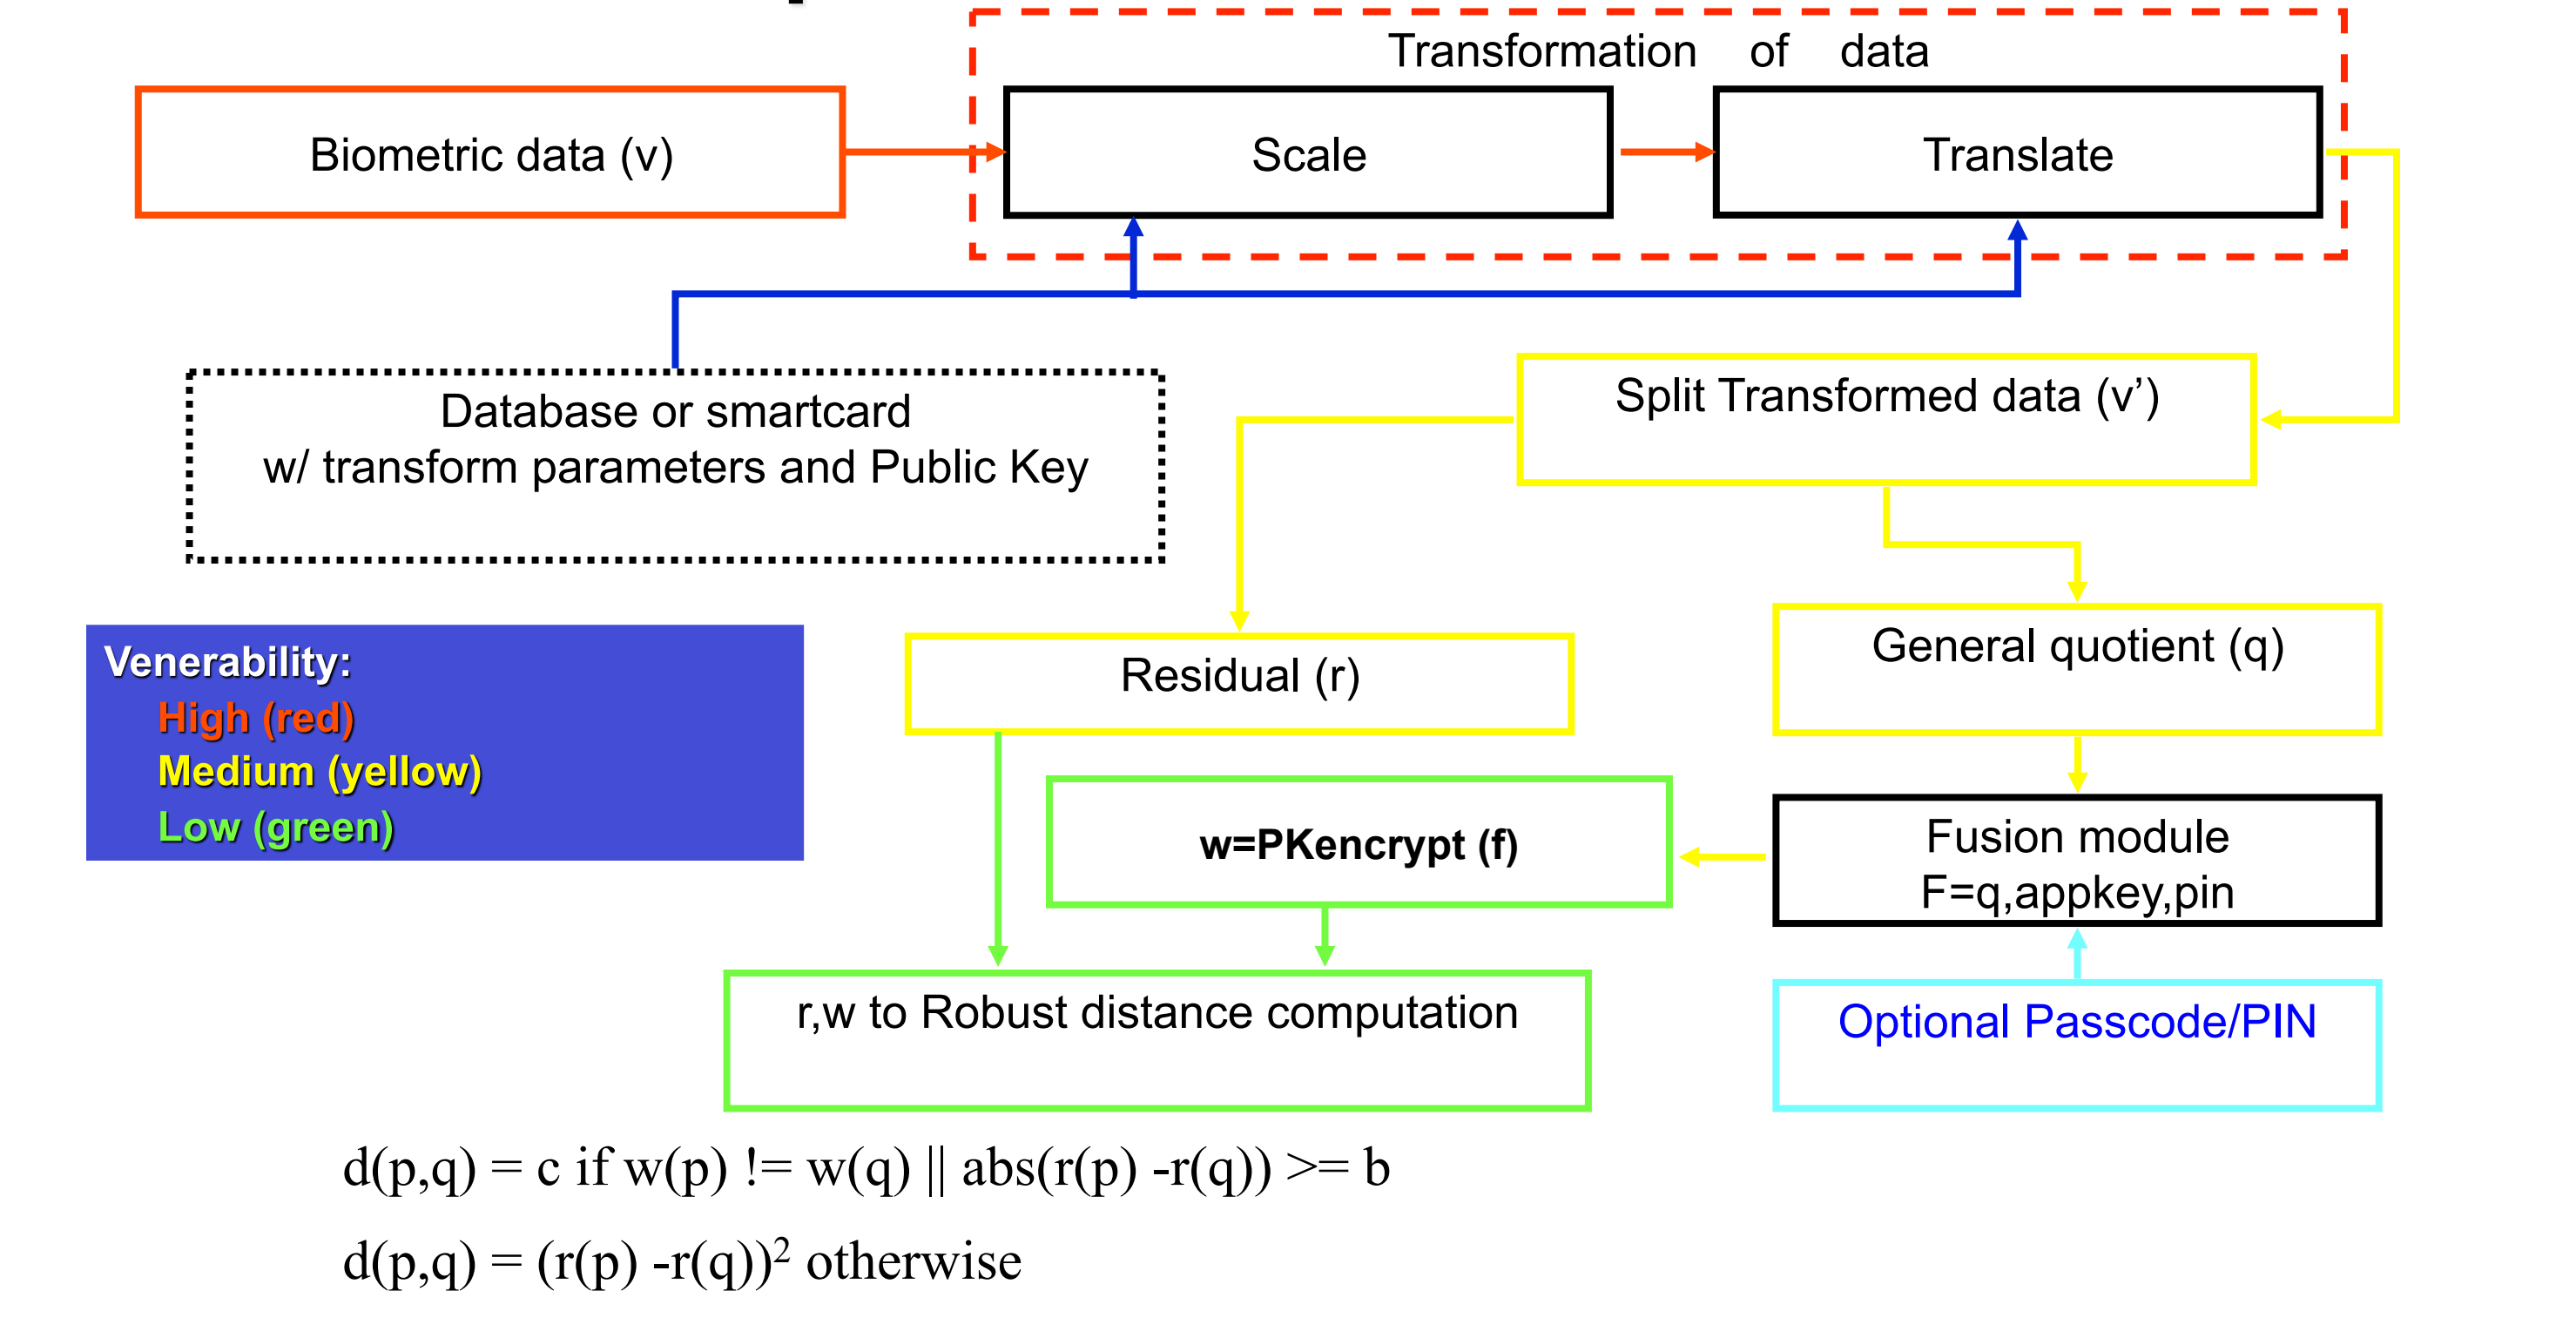 Transformation of data
Biometric data (v)
Scale
Translate
Database or smartcard
w/ transform parameters and Public Key
Split Transformed data (v’)
Venerability:
High (red)
Medium (yellow)
Low (green)
Residual (r)
General quotient (q)
w=PKencrypt (f)
Fusion module
F=q,appkey,pin
r,w to Robust distance computation
Optional Passcode/PIN
d(p,q) = c if w(p) != w(q) || abs(r(p) -r(q)) >= b
d(p,q) = (r(p) -r(q))² otherwise